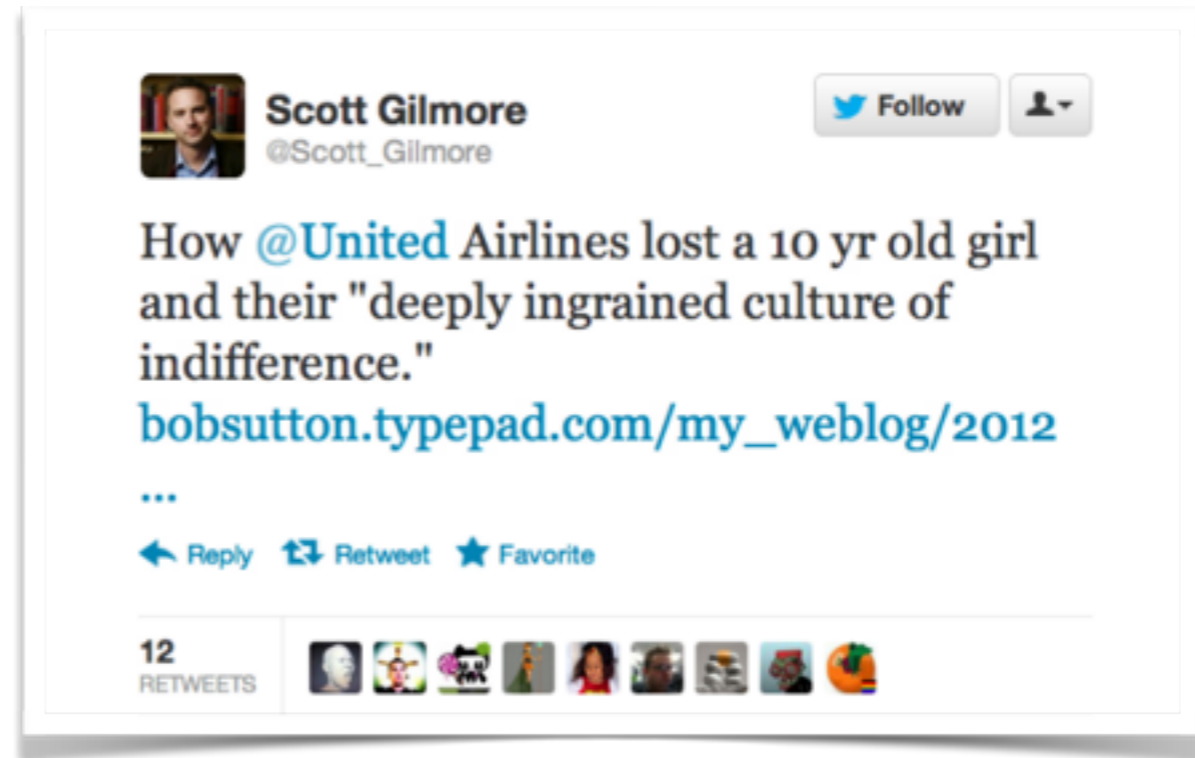 Scott Gilmore
@Scott_Gilmore
Follow
How @United Airlines lost a 10 yr old girl
and their "deeply ingrained culture of
indifference."
bobsutton.typepad.com/my_weblog/2012
...
Reply Retweet Favorite
12
RETWEETS